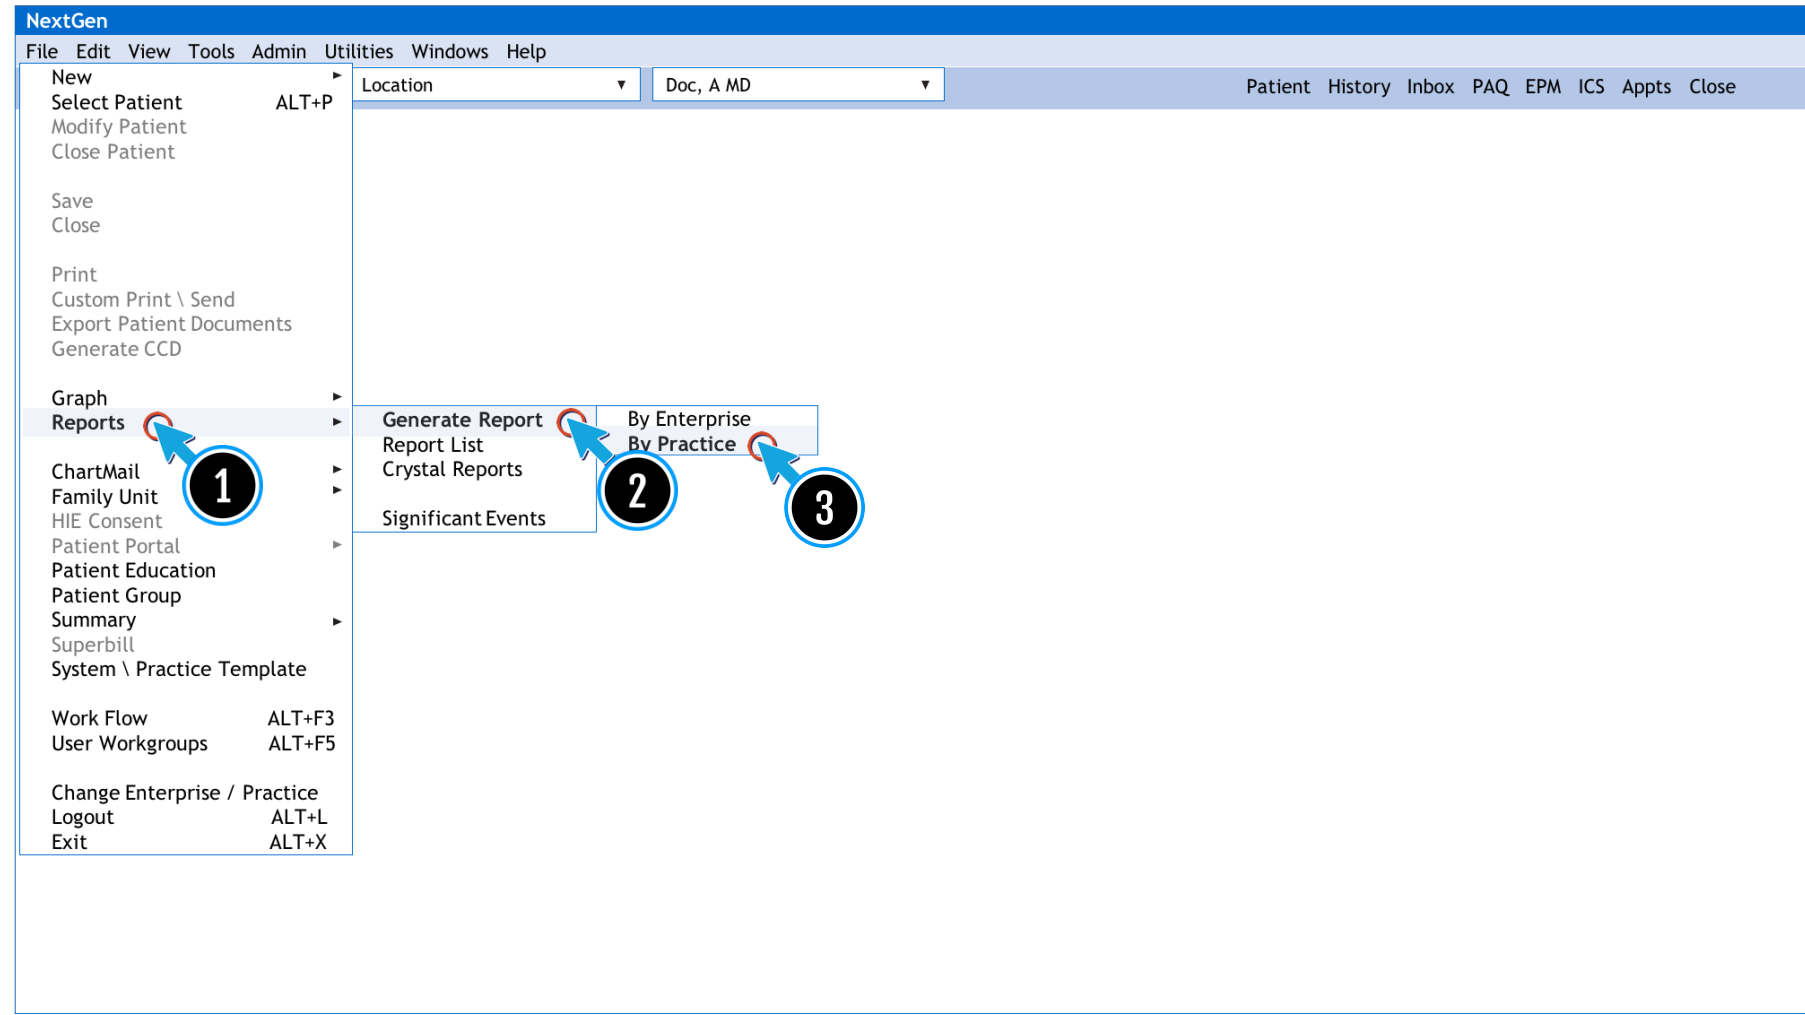 NextGen
File Edit View Tools Admin Utilities Windows Help
Location ▼ Doc, A MD ▼ Patient History Inbox PAQ EPM ICS Appts Close
New ►
Select Patient ALT+P
Modify Patient
Close Patient
Save
Close
Print
Custom Print \ Send
Export Patient Documents
Generate CCD
Graph ►
Reports ►
ChartMail ►
Family Unit ►
HIE Consent
Patient Portal ►
Patient Education
Patient Group
Summary ►
Superbill
System \ Practice Template
Work Flow ALT+F3
User Workgroups ALT+F5
Change Enterprise / Practice
Logout ALT+L
Exit ALT+X
Generate Report
Report List
Crystal Reports
Significant Events
By Enterprise
By Practice
1
2
3